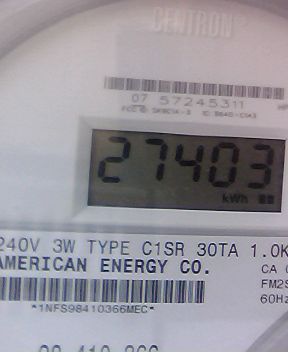 CENTRON
07 57245311
27403
kWh
240V 3W TYPE C1SR 30TA 1.0K
AMERICAN ENERGY CO.
CA
FM2S
60Hz
*1NFS98410366MEC*